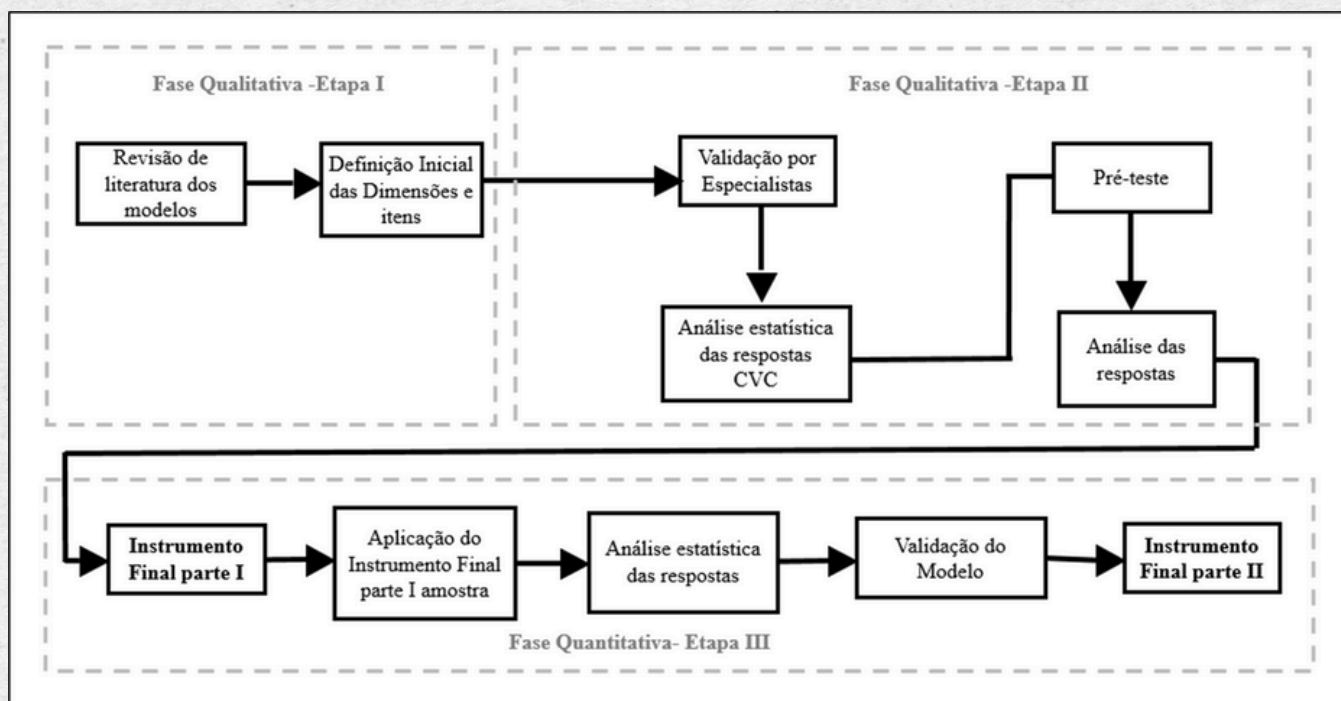 Fase Qualitativa -Etapa I
Revisão de
literatura dos
modelos
Definição Inicial
das Dimensões e
itens
Fase Qualitativa -Etapa II
Validação por
Especialistas
Análise estatística
das respostas
CVC
Pré-teste
Análise das
respostas
Instrumento
Final parte I
Aplicação do
Instrumento Final
parte I amostra
Análise estatística
das respostas
Validação do
Modelo
Instrumento
Final parte II
Fase Quantitativa- Etapa III